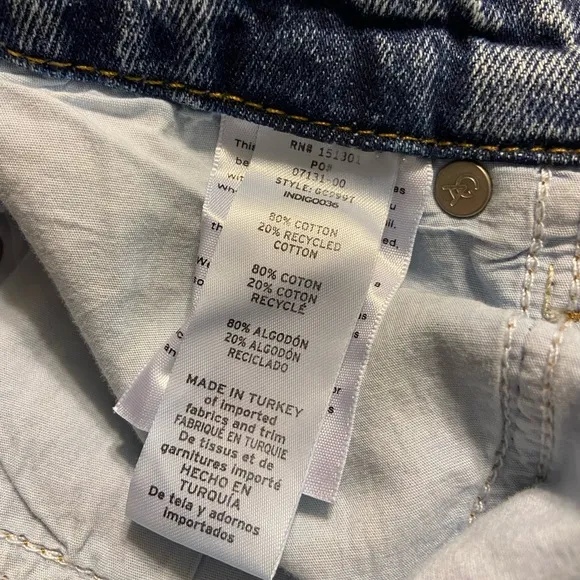 RN# 151301
PO#
07131-00
INDIGO036
80% COTTON
20% RECYCLED
COTTON
80% COTON
20% COTON
RECYCLÉ
80% ALGODÓN
20% ALGODÓN
RECICLADO
MADE IN TURKEY
of imported
fabrics and trim
FABRIQUÉ EN TURQUIE
De tissus et de
garnitures importé
HECHO EN
TURQUÍA
De tela y adornos
importados